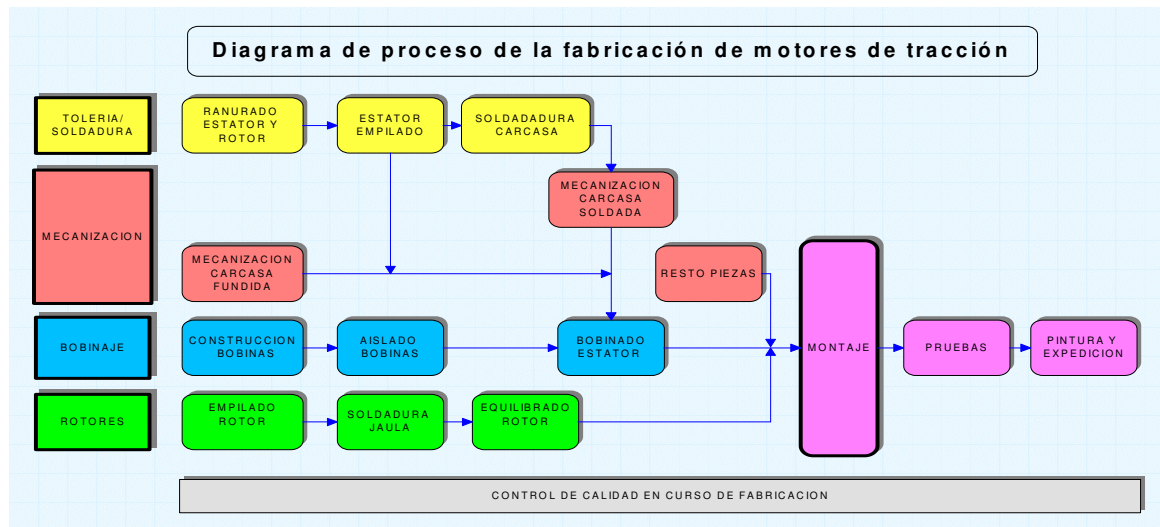 Diagrama de proceso de la fabricación de motores de tracción
TOLERIA/
SOLDADURA
RANURADO
ESTATOR Y
ROTOR
ESTATOR
EMPILADO
SOLDADADURA
CARCASA
MECANIZACION
MECANIZACION
CARCASA
SOLDADA
MECANIZACION
CARCASA
FUNDIDA
RESTO PIEZAS
BOBINAJE
CONSTRUCCION
BOBINAS
AISLADO
BOBINAS
BOBINADO
ESTATOR
MONTAJE
PRUEBAS
PINTURA Y
EXPEDICION
ROTORES
EMPILADO
ROTOR
SOLDADURA
JAULA
EQUILIBRADO
ROTOR
CONTROL DE CALIDAD EN CURSO DE FABRICACION